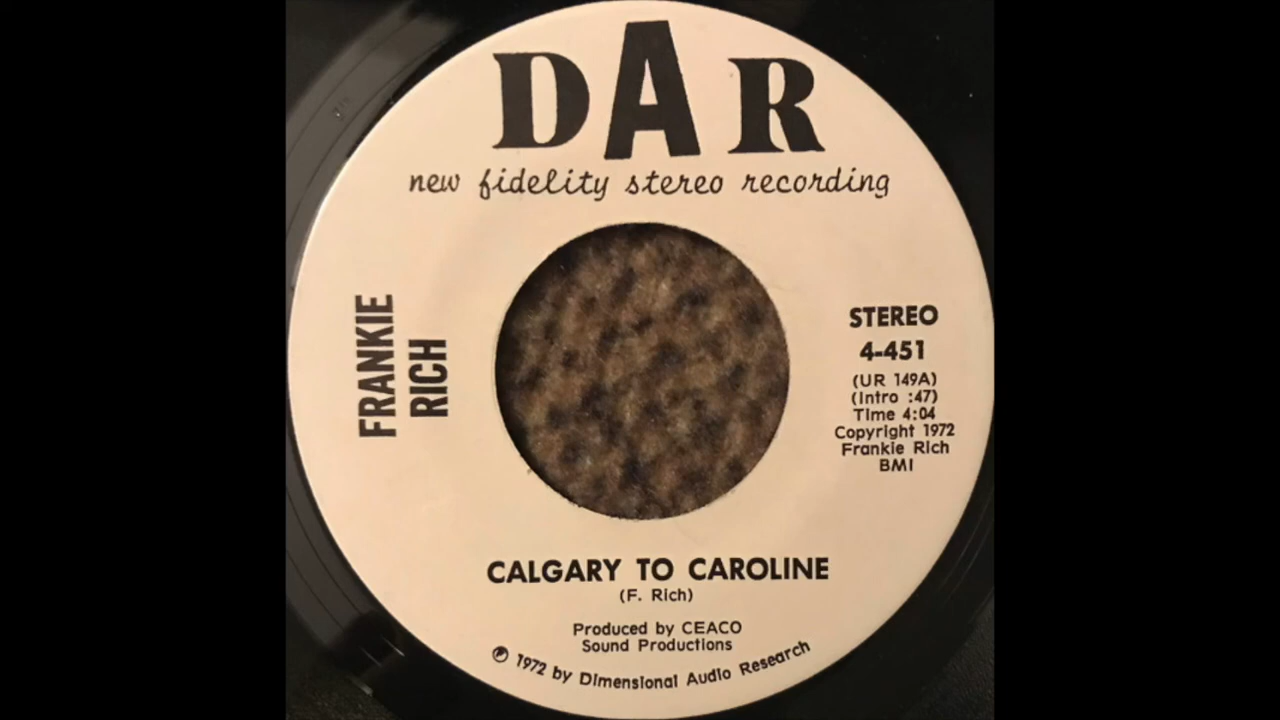 DAR
new fidelity stereo recording
FRANKIE
RICH
STEREO
4-451
(UR 149A)
(Intro :47)
Time 4:04
Copyright 1972
Frankie Rich
BMI
CALGARY TO CAROLINE
(F. Rich)
Produced by CEACO
Sound Productions
℗ 1972 by Dimensional Audio Research